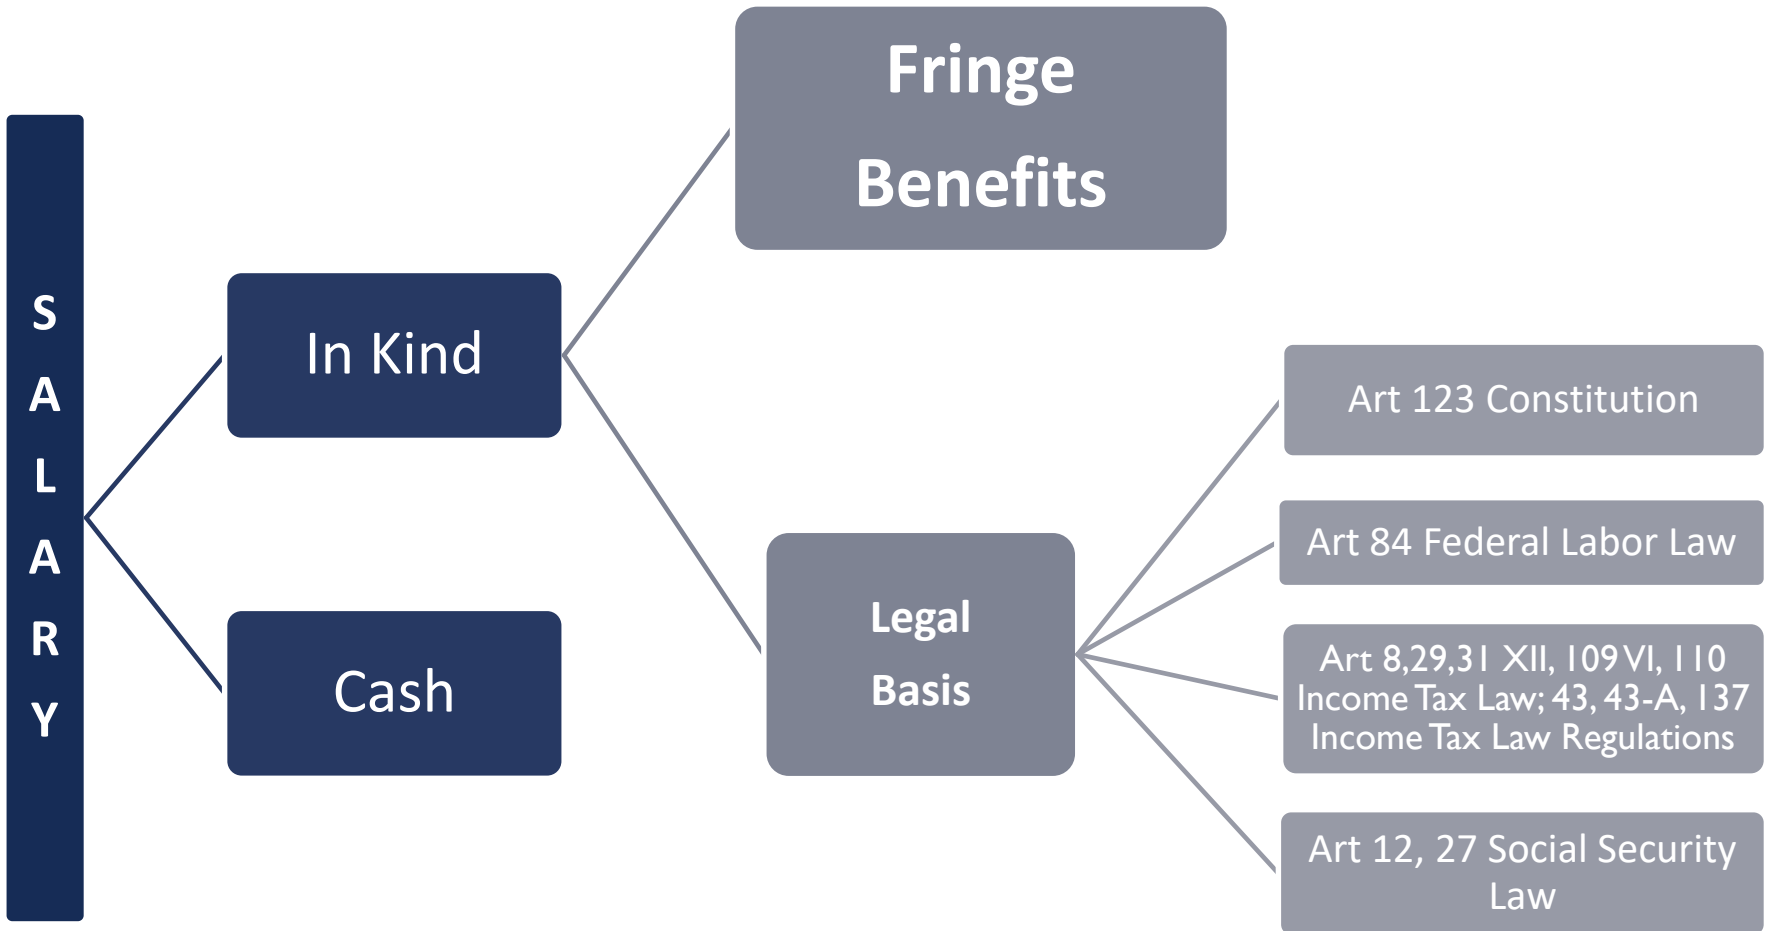 S
A
L
A
R
Y
In Kind
Cash
Fringe
Benefits
Legal
Basis
Art 123 Constitution
Art 84 Federal Labor Law
Art 8,29,31 XII, 109 VI, 110
Income Tax Law; 43, 43-A, 137
Income Tax Law Regulations
Art 12, 27 Social Security
Law